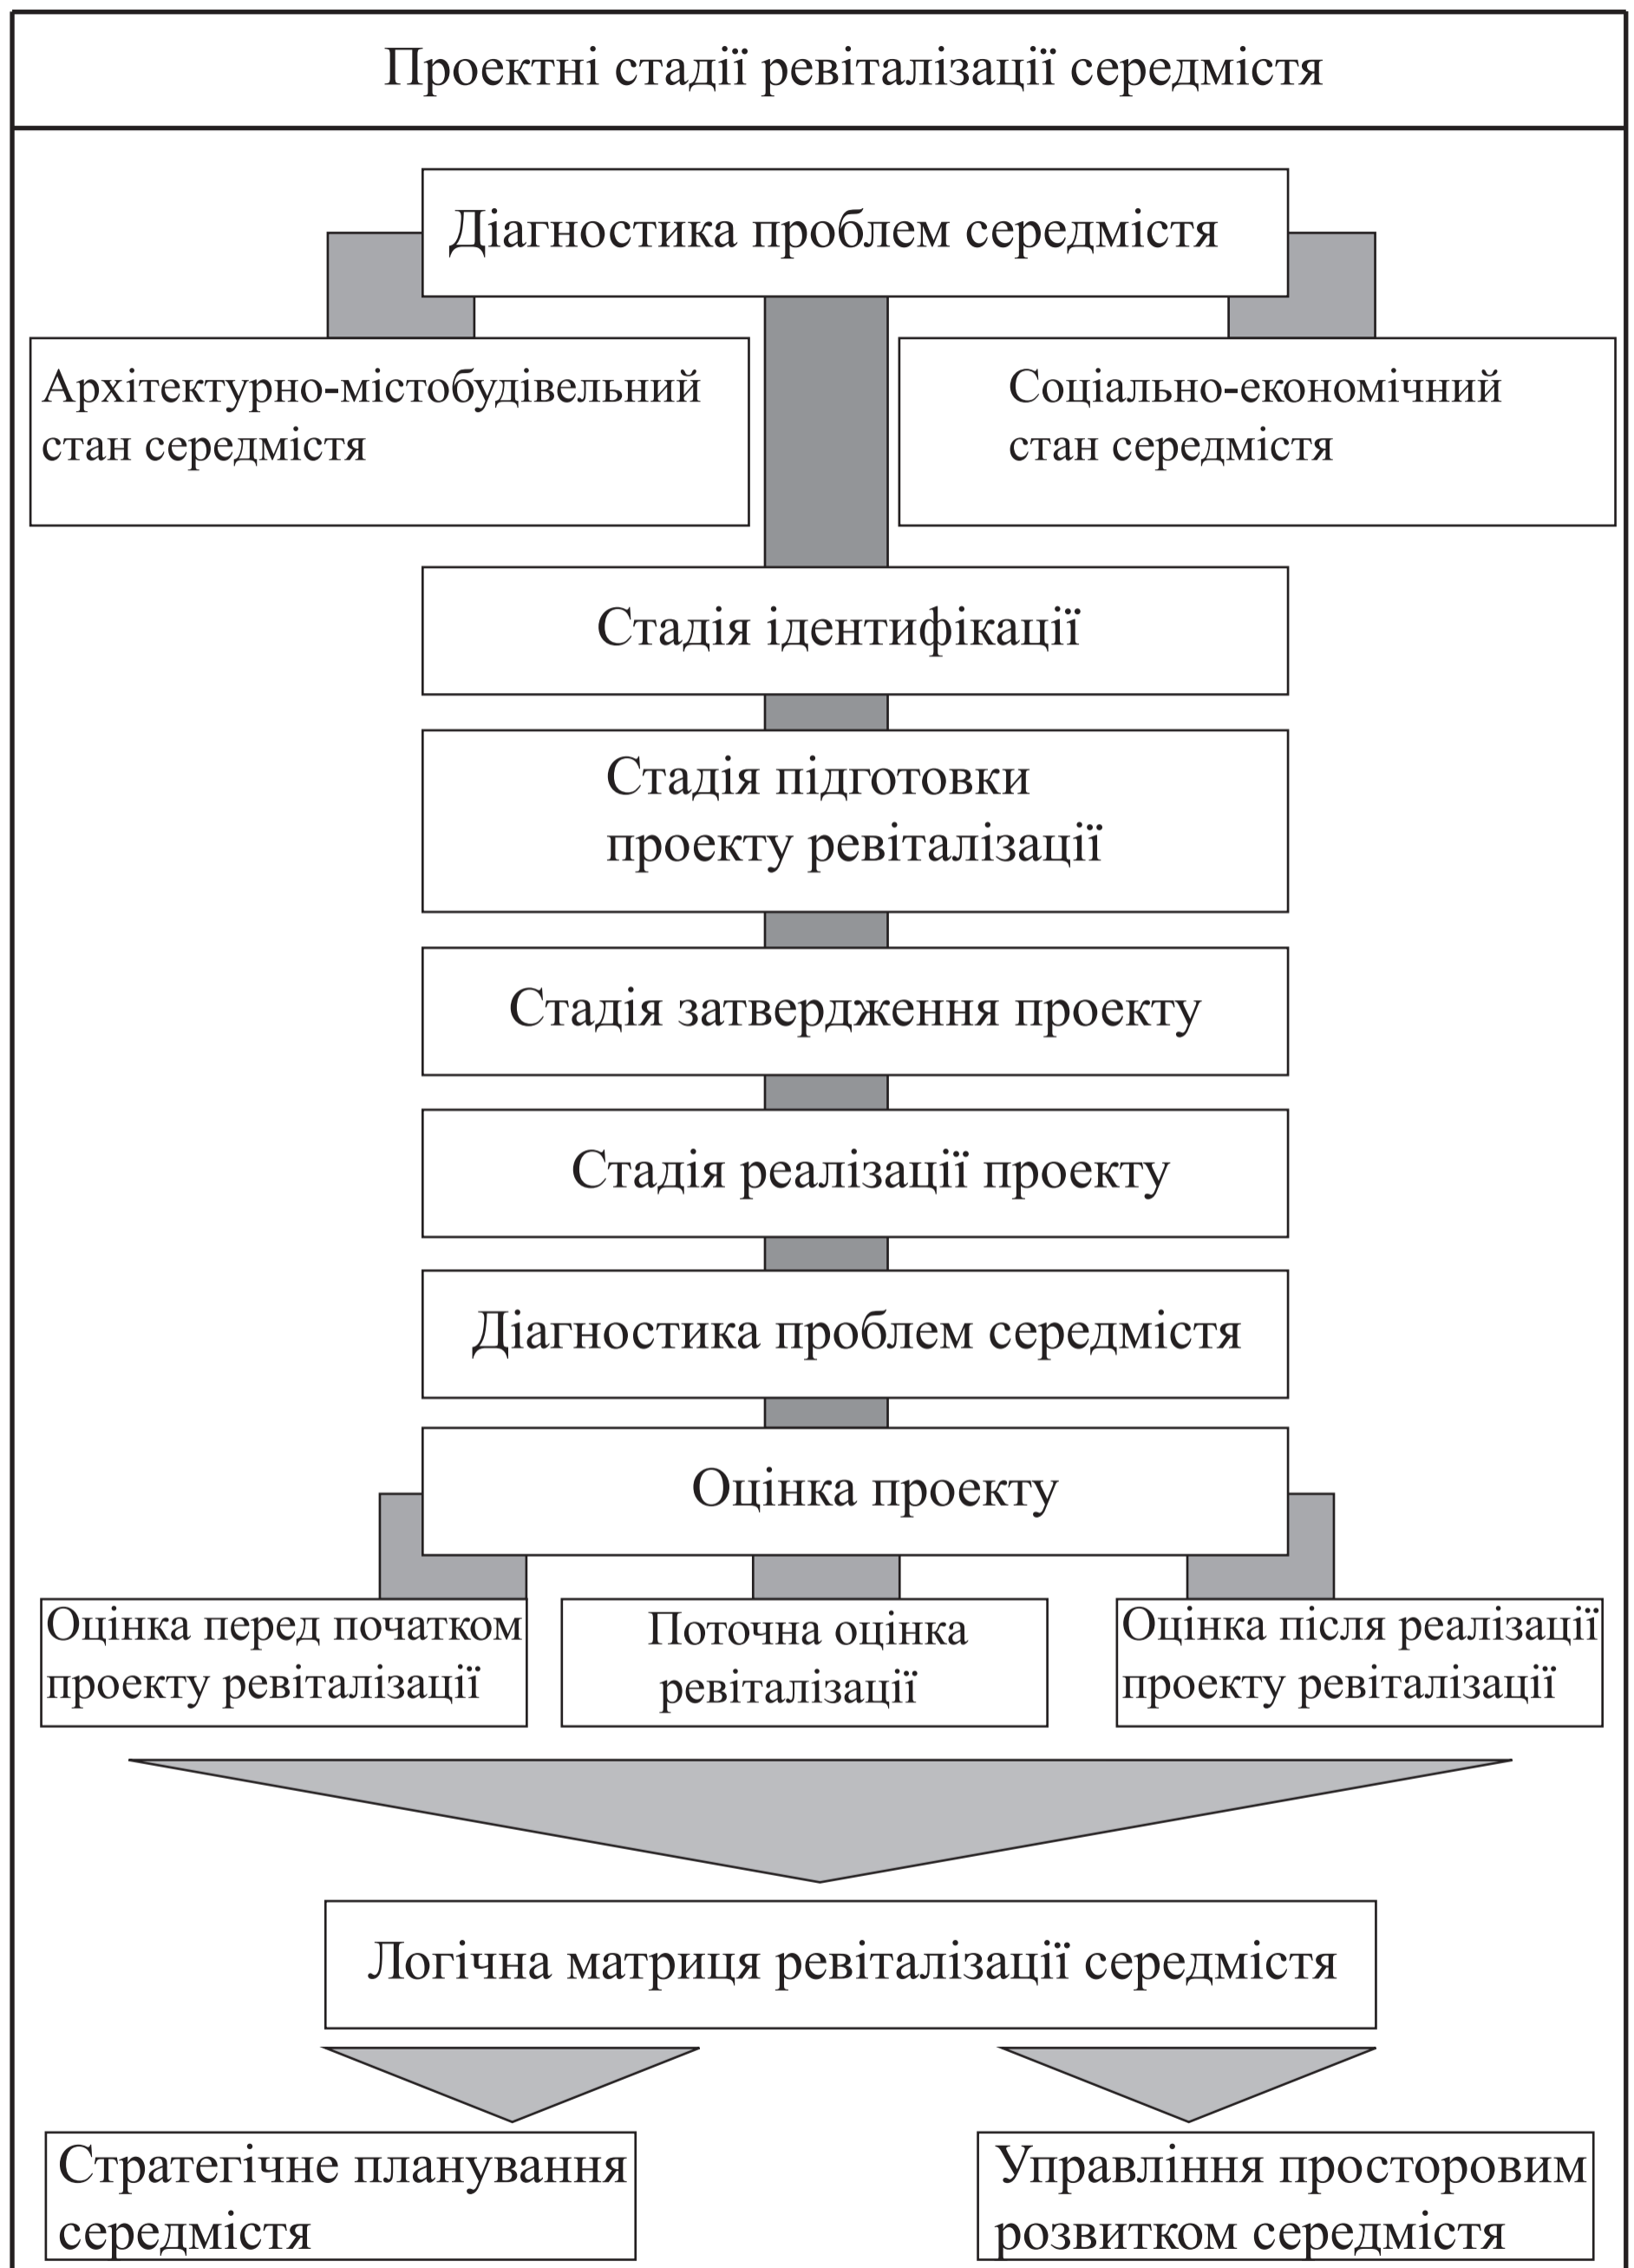 Проектні стадії ревіталізації середмістя
Діагностика проблем середмістя
Архітектурно-містобудівельний
стан середмістя
Соціально-економічний
стан середмістя
Стадія ідентифікації
Стадія підготовки
проекту ревіталізації
Стадія затвердження проекту
Стадія реалізації проекту
Діагностика проблем середмістя
Оцінка проекту
Оцінка перед початком
проекту ревіталізації
Поточна оцінка
ревіталізації
Оцінка після реалізації
проекту ревіталізації
Логічна матриця ревіталізації середмістя
Стратегічне планування
середмістя
Управління просторовим
розвитком середмістя